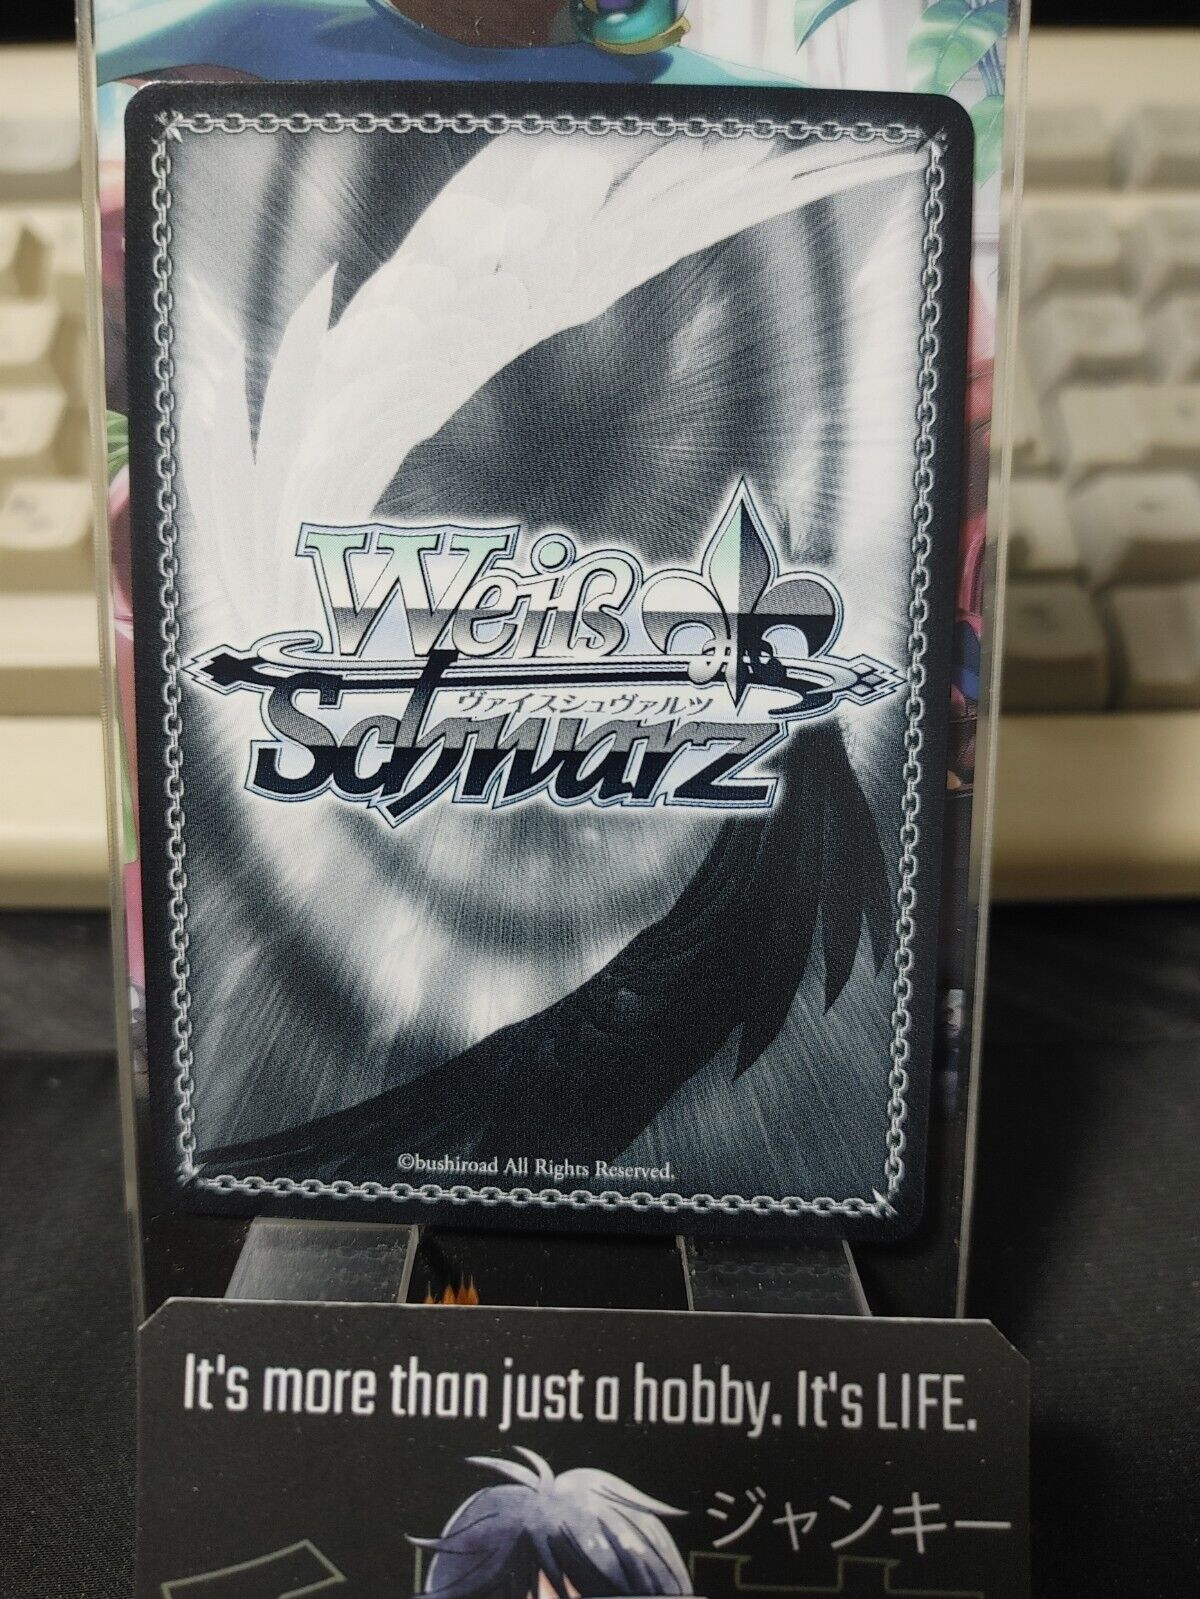 Weiß
ヴァイスシュヴァルツ
Schwarz
©bushiroad All Rights Reserved.
It's more than just a hobby. It's LIFE.
ジャンキー